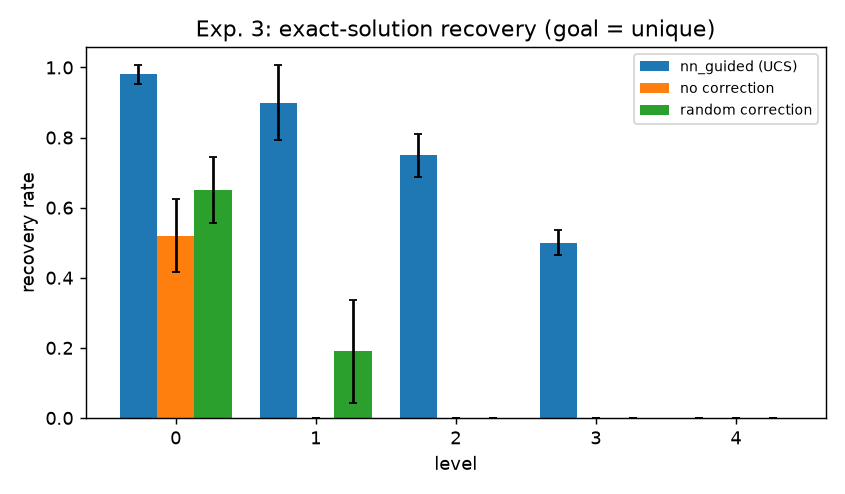 Exp. 3: exact-solution recovery (goal = unique)
nn_guided (UCS)
no correction
random correction
recovery rate
1.0
0.8
0.6
0.4
0.2
0.0
0 1 2 3 4
level